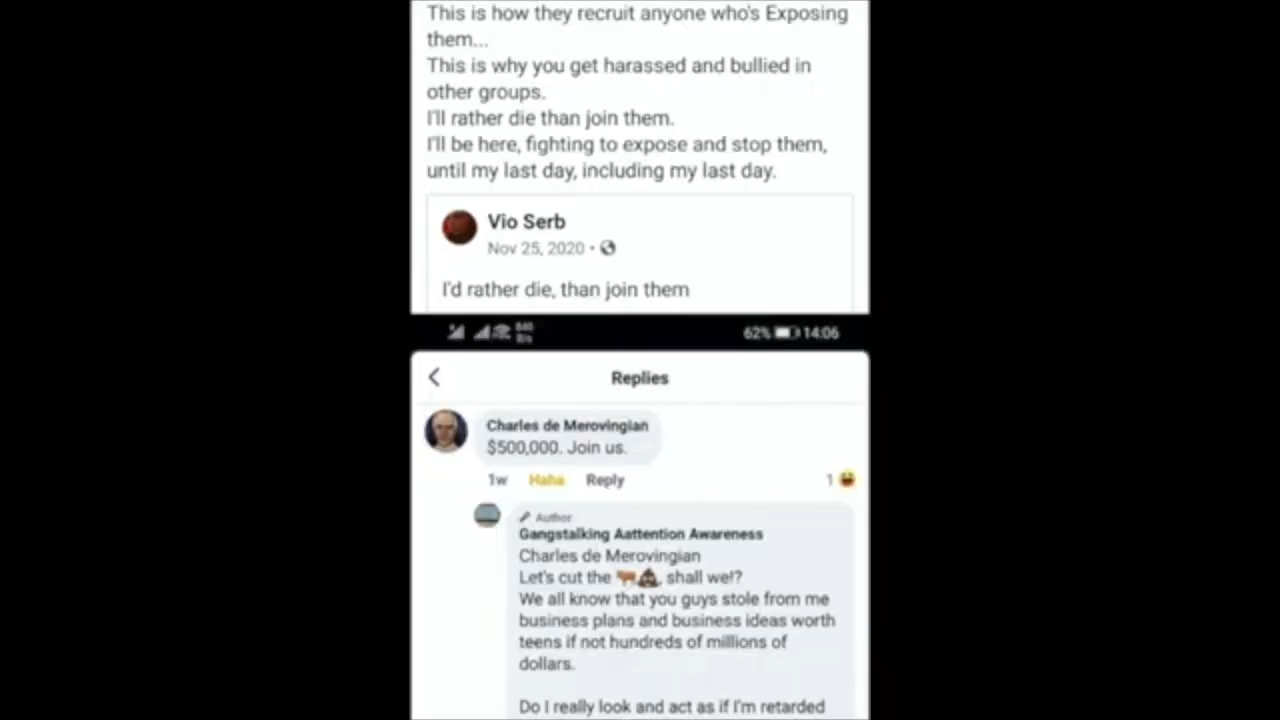 This is how they recruit anyone who's Exposing
them...
This is why you get harassed and bullied in
other groups.
I'll rather die than join them.
I'll be here, fighting to expose and stop them,
until my last day, including my last day.
Vio Serb
Nov 25, 2020 •
I'd rather die, than join them
62% 14:06
Replies
Charles de Merovingian
$500,000. Join us.
1w Haha Reply 1
Author
Gangstalking Aattention Awareness
Charles de Merovingian
Let's cut the 🐂💩, shall we!?
We all know that you guys stole from me
business plans and business ideas worth
teens if not hundreds of millions of
dollars.
Do I really look and act as if I'm retarded